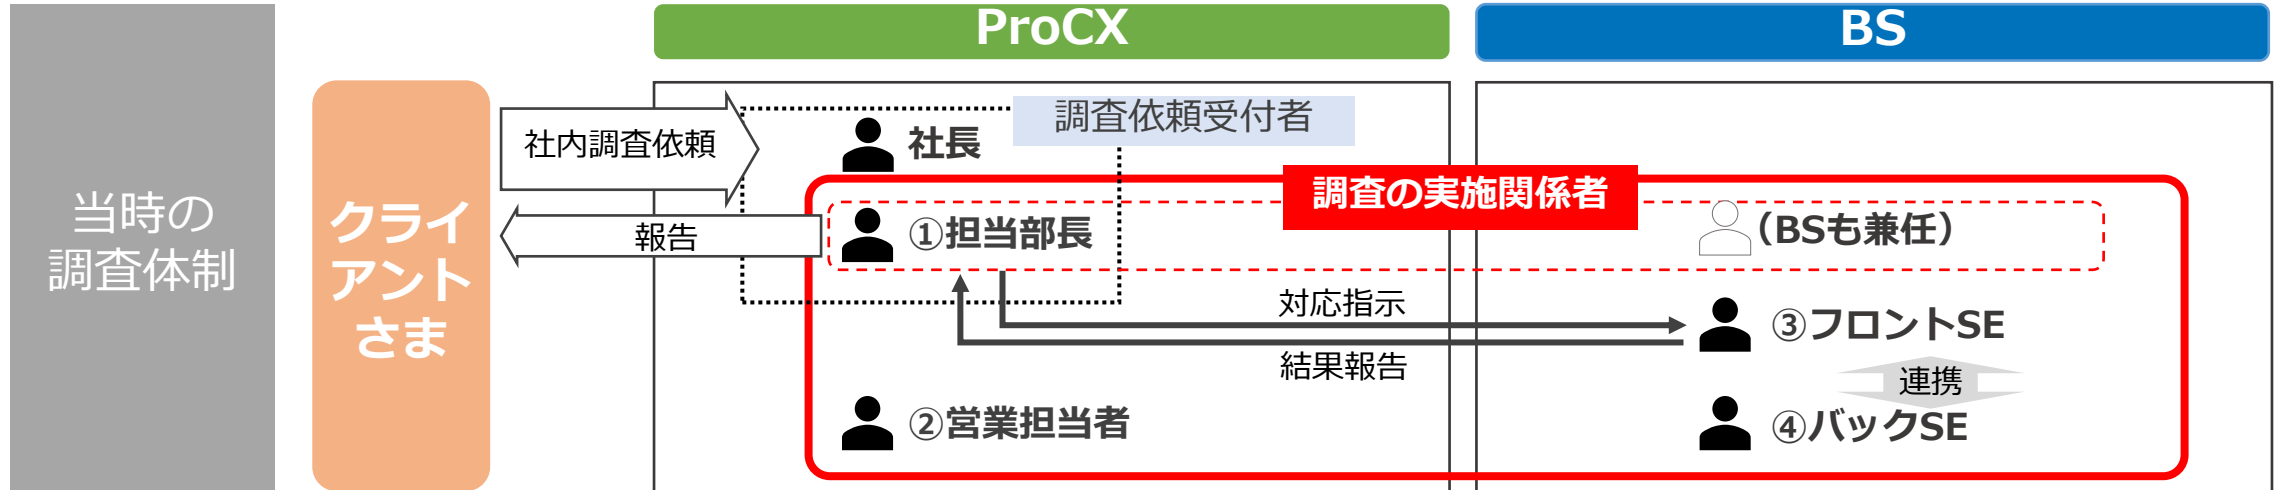 ProCX
BS
当時の
調査体制
クライ
アント
さま
社内調査依頼
報告
調査依頼受付者
社長
調査の実施関係者
①担当部長
（BSも兼任）
対応指示
結果報告
③フロントSE
連携
②営業担当者
④バックSE